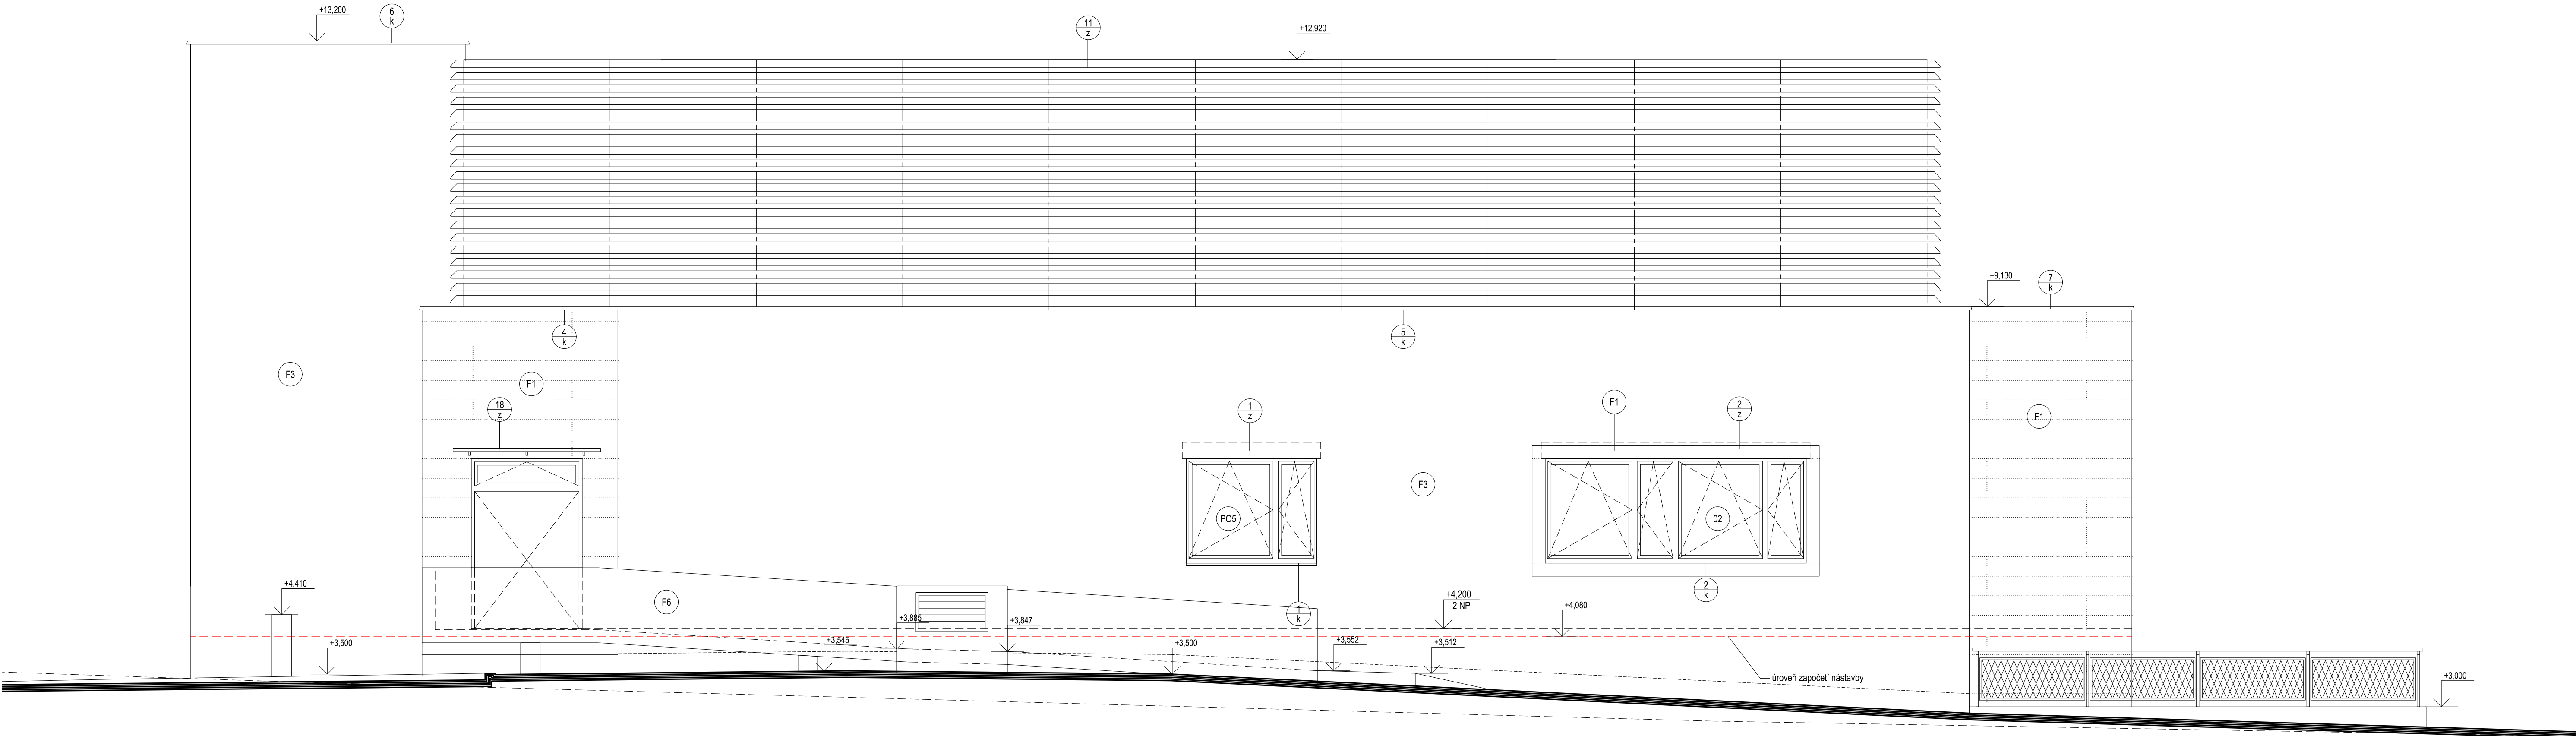 +13,200
6
k
11
z
+12,920
+9,130
7
k
4
k
5
k
F3
F1
18
z
1
z
F1
2
z
F1
F3
PO5
02
+4,410
F6
2
k
+4,200
2.NP
1
k
+4,080
+3,885
+3,847
+3,500
+3,545
+3,500
+3,552
+3,512
úroveň započetí nástavby
+3,000